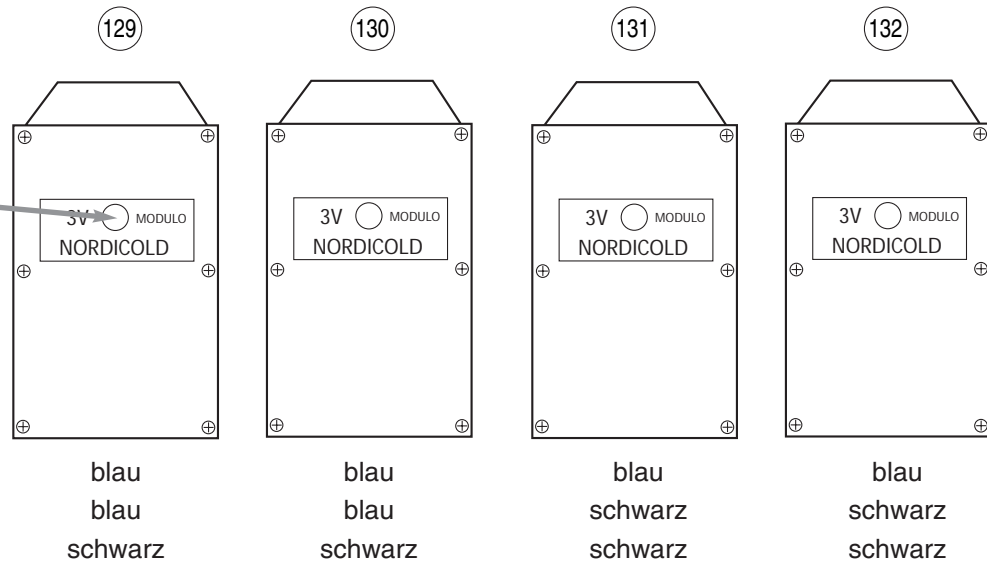 129 130 131 132
3V MODULO 3V MODULO 3V MODULO 3V MODULO
NORDICOLD NORDICOLD NORDICOLD NORDICOLD
blau blau blau blau
blau blau schwarz schwarz
schwarz schwarz schwarz schwarz